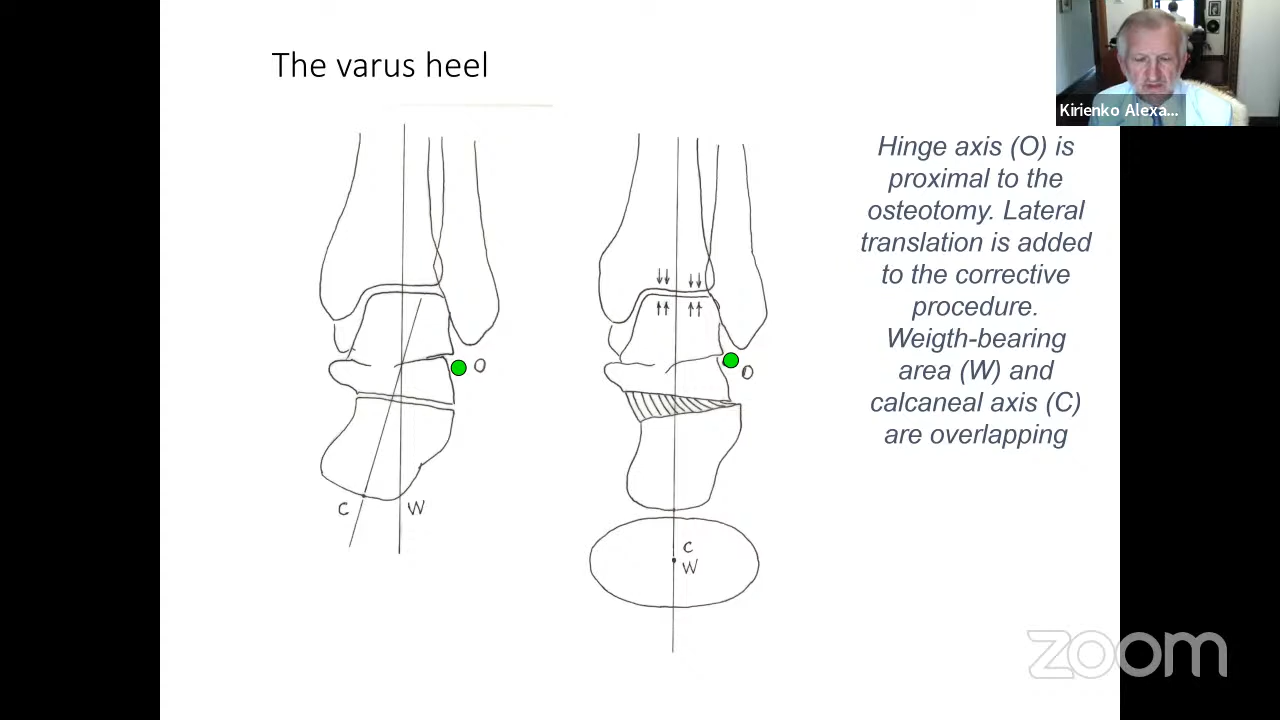 The varus heel
Kirienko Alexa...
Hinge axis (O) is
proximal to the
osteotomy. Lateral
translation is added
to the corrective
procedure.
Weigth-bearing
area (W) and
calcaneal axis (C)
are overlapping
O
C W
O
C
W
zoom